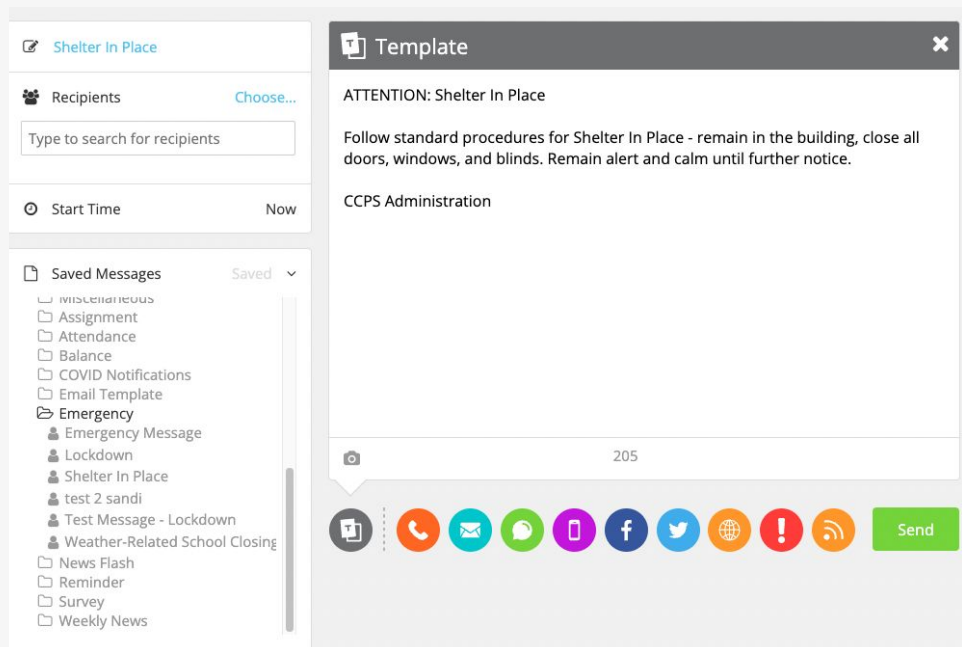 Shelter In Place
Recipients Choose...
Type to search for recipients
Start Time Now
Saved Messages Saved
Miscellaneous
Assignment
Attendance
Balance
COVID Notifications
Email Template
Emergency
Emergency Message
Lockdown
Shelter In Place
test 2 sandi
Test Message - Lockdown
Weather-Related School Closing
News Flash
Reminder
Survey
Weekly News
T Template
ATTENTION: Shelter In Place
Follow standard procedures for Shelter In Place - remain in the building, close all
doors, windows, and blinds. Remain alert and calm until further notice.
CCPS Administration
205
T f ! Send